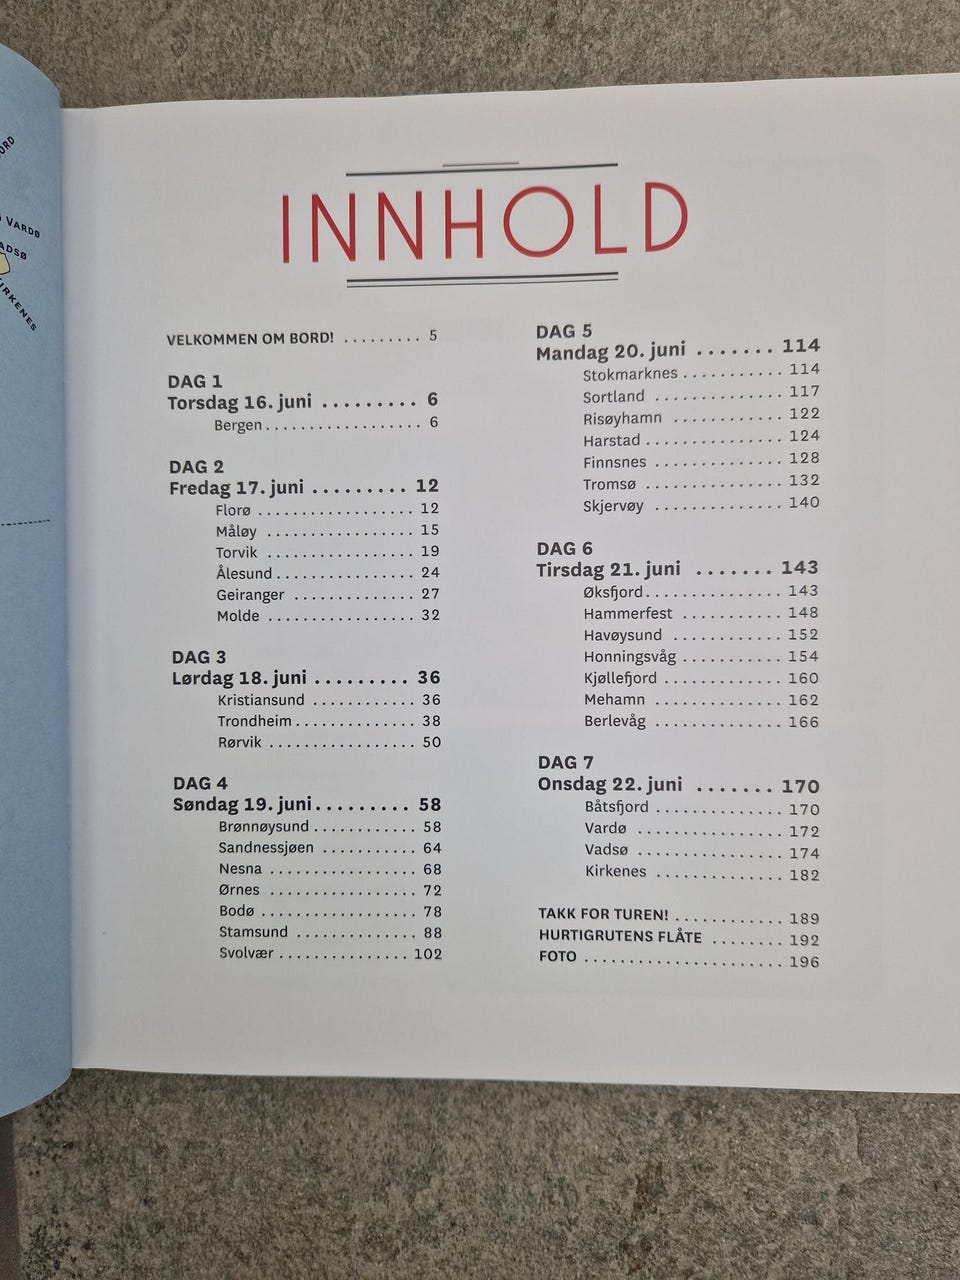 VARDØ
INNHOLD
VELKOMMEN OM BORD! ......... 5
DAG 1
Torsdag 16. juni ......... 6
Bergen .................. 6
DAG 2
Fredag 17. juni ......... 12
Florø ................. 12
Måløy ................ 15
Torvik ................ 19
Ålesund ............... 24
Geiranger ............. 27
Molde ................ 32
DAG 3
Lørdag 18. juni ......... 36
Kristiansund ............ 36
Trondheim ............. 38
Rørvik ................ 50
DAG 4
Søndag 19. juni ......... 58
Brønnøysund ............ 58
Sandnessjøen ........... 64
Nesna ................ 68
Ørnes ................ 72
Bodø ................. 78
Stamsund ............. 88
Svolvær ............... 102
DAG 5
Mandag 20. juni ....... 114
Stokmarknes ........... 114
Sortland .............. 117
Risøyhamn ............ 122
Harstad ............... 124
Finnsnes .............. 128
Tromsø ............... 132
Skjervøy .............. 140
DAG 6
Tirsdag 21. juni ....... 143
Øksfjord ............... 143
Hammerfest ........... 148
Havøysund ............ 152
Honningsvåg ........... 154
Kjøllefjord ............. 160
Mehamn .............. 162
Berlevåg .............. 166
DAG 7
Onsdag 22. juni ....... 170
Båtsfjord .............. 170
Vardø ................ 172
Vadsø ................ 174
Kirkenes .............. 182
TAKK FOR TUREN! ............ 189
HURTIGRUTENS FLÅTE ........ 192
FOTO ...................... 196